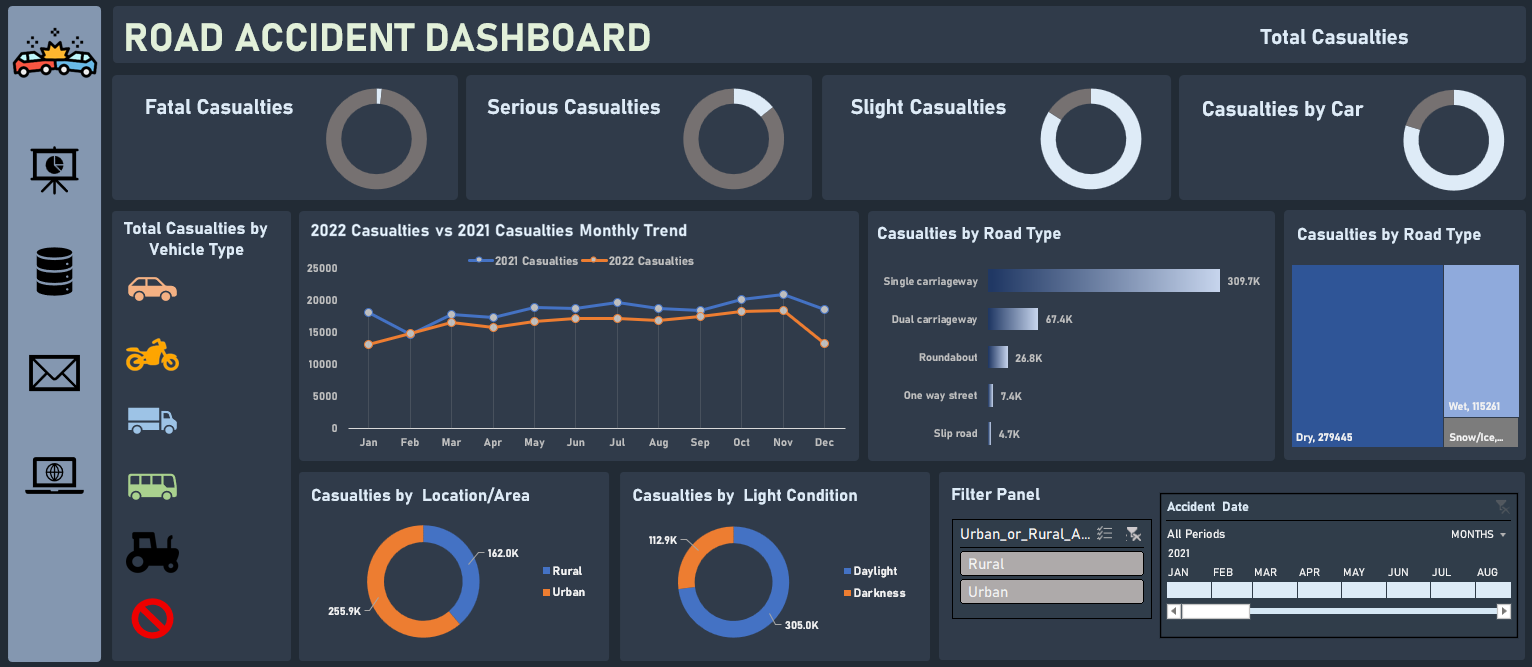 ROAD ACCIDENT DASHBOARD
Total Casualties
Fatal Casualties
Serious Casualties
Slight Casualties
Casualties by Car
Total Casualties by
Vehicle Type
2022 Casualties vs 2021 Casualties Monthly Trend
2021 Casualties
2022 Casualties
25000
20000
15000
10000
5000
0
Jan Feb Mar Apr May Jun Jul Aug Sep Oct Nov Dec
Casualties by Road Type
Single carriageway 309.7K
Dual carriageway 67.4K
Roundabout 26.8K
One way street 7.4K
Slip road 4.7K
Casualties by Road Type
Wet, 115261
Dry, 279445
Snow/Ice,...
Casualties by Location/Area
162.0K
255.9K
Rural
Urban
Casualties by Light Condition
112.9K
305.0K
Daylight
Darkness
Filter Panel
Urban_or_Rural_A...
Rural
Urban
Accident Date
All Periods
MONTHS
2021
JAN FEB MAR APR MAY JUN JUL AUG